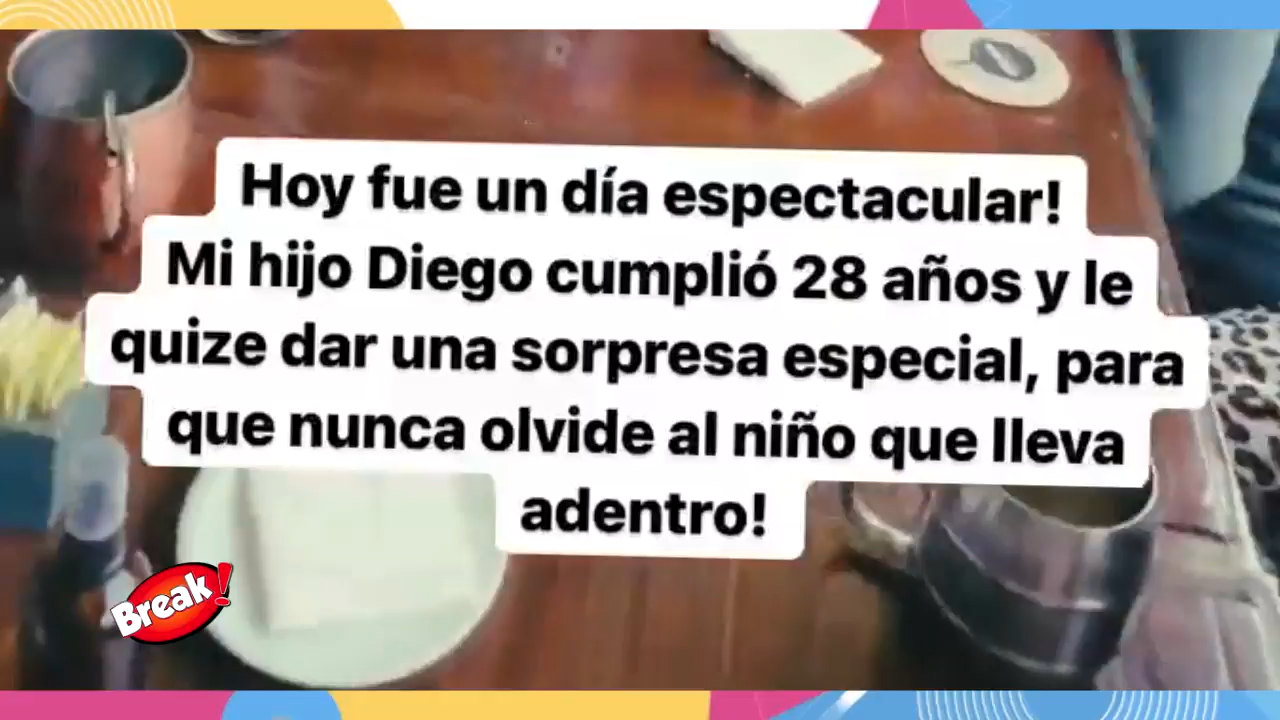 Hoy fue un día espectacular!
Mi hijo Diego cumplió 28 años y le
quize dar una sorpresa especial, para
que nunca olvide al niño que lleva
adentro!
Break!